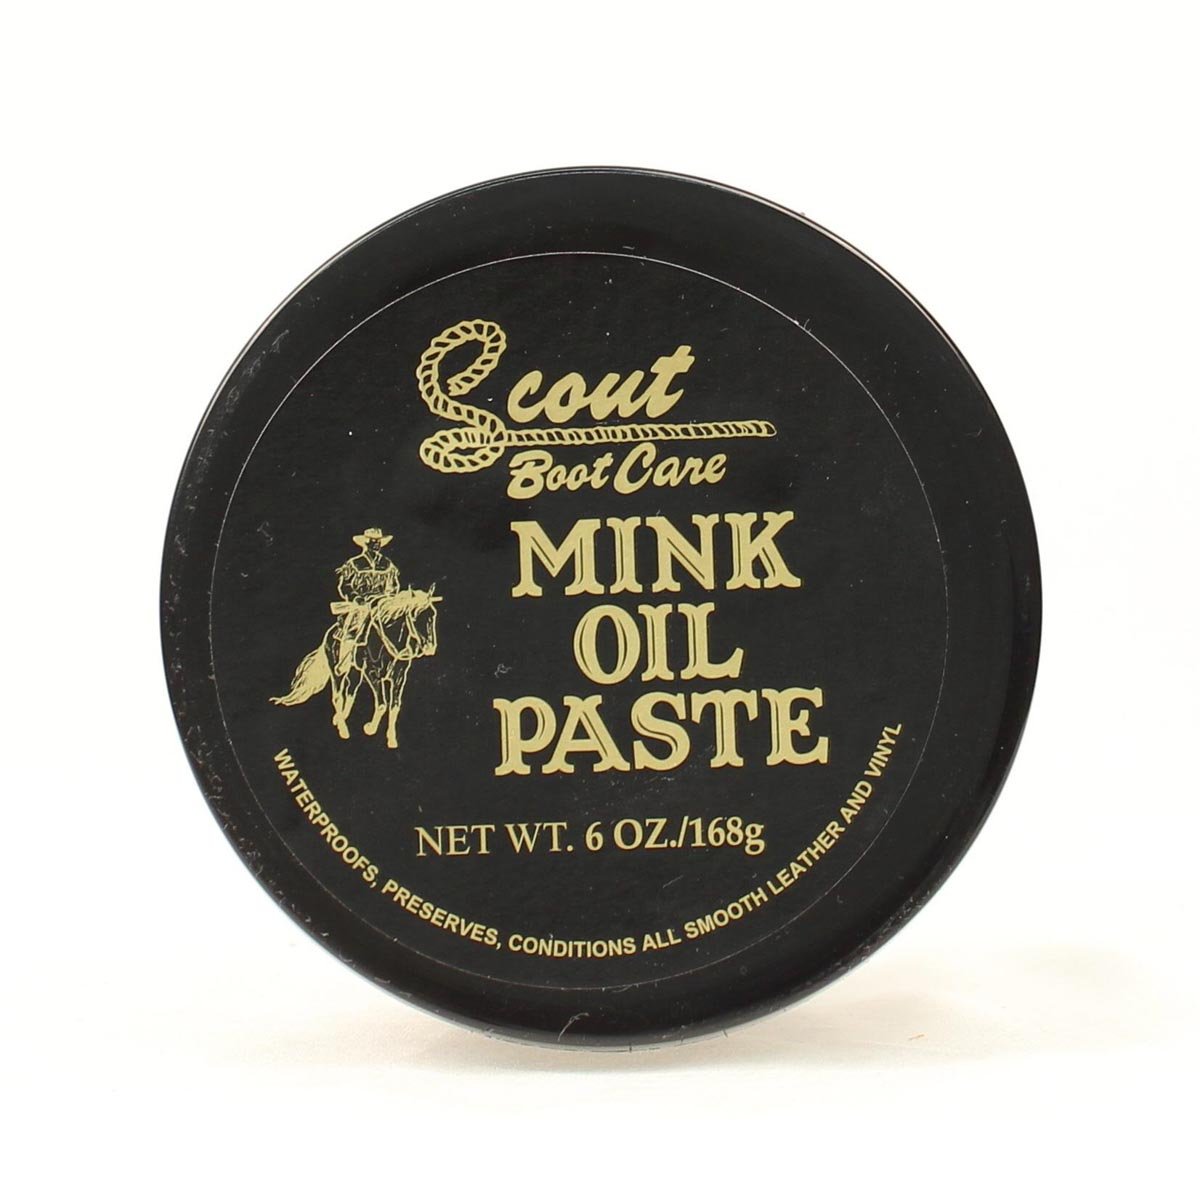 Scout
Boot Care
MINK
OIL
PASTE
NET WT. 6 OZ./168g
WATERPROOFS, PRESERVES, CONDITIONS ALL SMOOTH LEATHER AND VINYL